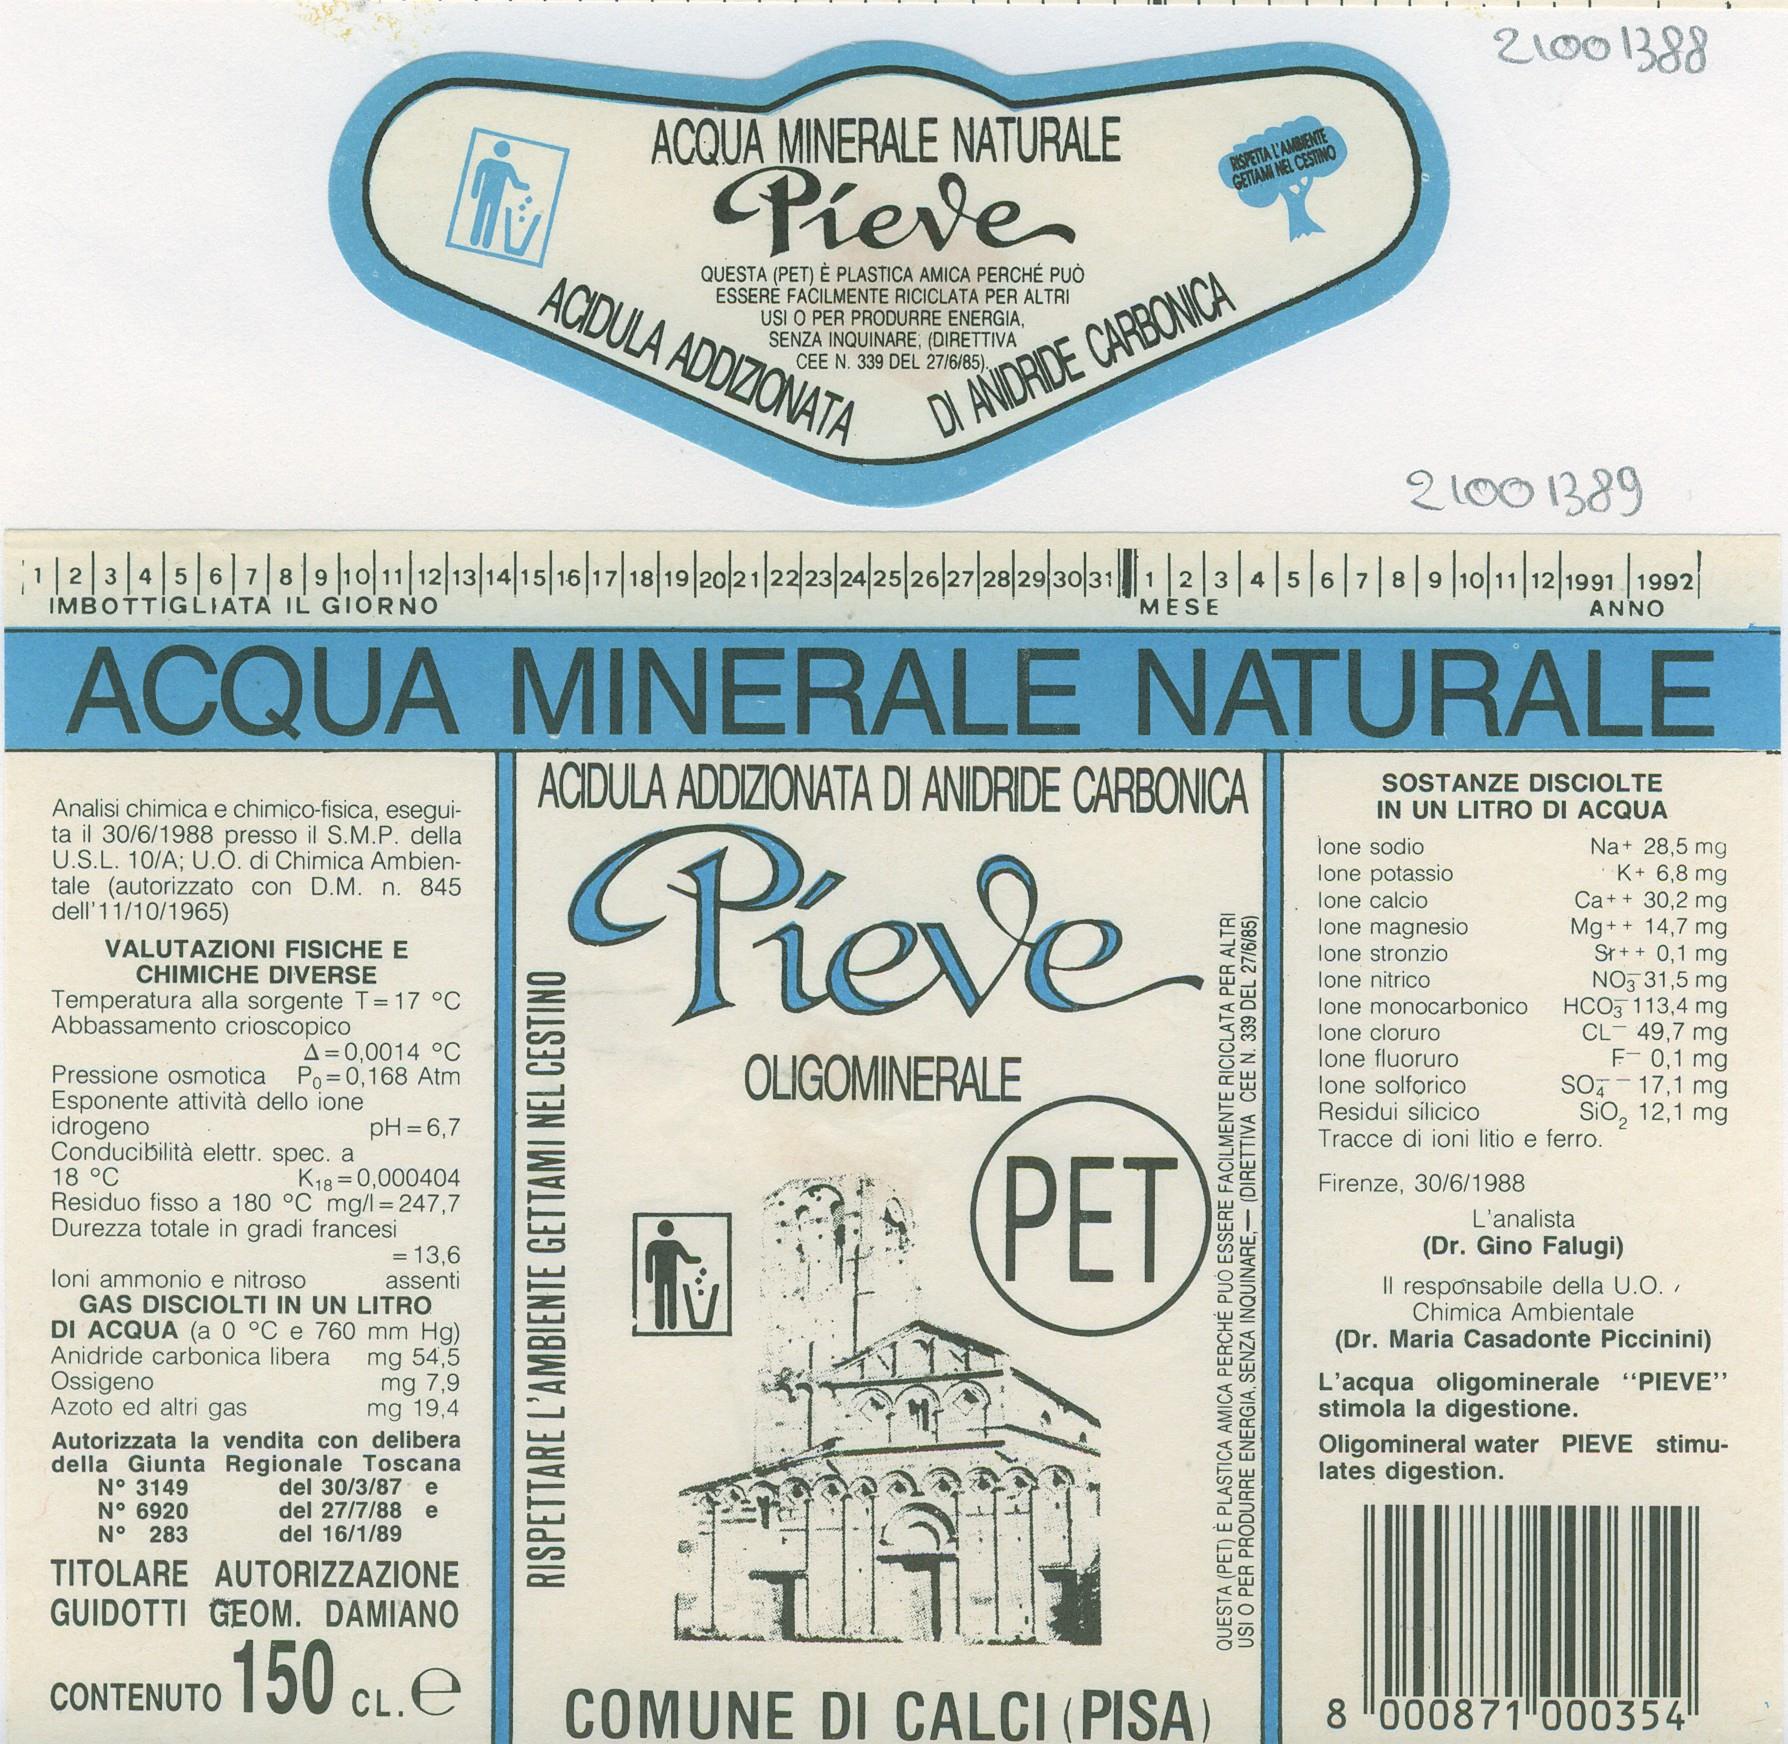 21001388
ACQUA MINERALE NATURALE
Pieve
RISPETTA L'AMBIENTE
GETTAMI NEL CESTINO
QUESTA (PET) È PLASTICA AMICA PERCHÉ PUÒ
ESSERE FACILMENTE RICICLATA PER ALTRI
USI O PER PRODURRE ENERGIA,
SENZA INQUINARE; (DIRETTIVA
CEE N. 339 DEL 27/6/85).
ACIDULA ADDIZIONATA DI ANIDRIDE CARBONICA
21001389
1 2 3 4 5 6 7 8 9 10 11 12 13 14 15 16 17 18 19 20 21 22 23 24 25 26 27 28 29 30 31 1 2 3 4 5 6 7 8 9 10 11 12 1991 1992
IMBOTTIGLIATA IL GIORNO MESE ANNO
ACQUA MINERALE NATURALE
Analisi chimica e chimico-fisica, esegui-
ta il 30/6/1988 presso il S.M.P. della
U.S.L. 10/A; U.O. di Chimica Ambien-
tale (autorizzato con D.M. n. 845
dell'11/10/1965)
VALUTAZIONI FISICHE E
CHIMICHE DIVERSE
Temperatura alla sorgente T = 17 °C
Abbassamento crioscopico
Δ = 0,0014 °C
Pressione osmotica P₀ = 0,168 Atm
Esponente attività dello ione
idrogeno pH = 6,7
Conducibilità elettr. spec. a
18 °C K₁₈ = 0,000404
Residuo fisso a 180 °C mg/l = 247,7
Durezza totale in gradi francesi
= 13,6
Ioni ammonio e nitroso assenti
GAS DISCIOLTI IN UN LITRO
DI ACQUA (a 0 °C e 760 mm Hg)
Anidride carbonica libera mg 54,5
Ossigeno mg 7,9
Azoto ed altri gas mg 19,4
Autorizzata la vendita con delibera
della Giunta Regionale Toscana
N° 3149 del 30/3/87 e
N° 6920 del 27/7/88 e
N° 283 del 16/1/89
TITOLARE AUTORIZZAZIONE
GUIDOTTI GEOM. DAMIANO
CONTENUTO 150 CL. e
ACIDULA ADDIZIONATA DI ANIDRIDE CARBONICA
Pieve
OLIGOMINERALE
PET
RISPETTARE L'AMBIENTE GETTAMI NEL CESTINO
QUESTA (PET) È PLASTICA AMICA PERCHÉ PUÒ ESSERE FACILMENTE RICICLATA PER ALTRI
USI O PER PRODURRE ENERGIA, SENZA INQUINARE;— (DIRETTIVA CEE N. 339 DEL 27/6/85)
COMUNE DI CALCI (PISA)
SOSTANZE DISCIOLTE
IN UN LITRO DI ACQUA
Ione sodio Na+ 28,5 mg
Ione potassio K+ 6,8 mg
Ione calcio Ca++ 30,2 mg
Ione magnesio Mg++ 14,7 mg
Ione stronzio Sr++ 0,1 mg
Ione nitrico NO₃⁻ 31,5 mg
Ione monocarbonico HCO₃⁻ 113,4 mg
Ione cloruro CL⁻ 49,7 mg
Ione fluoruro F⁻ 0,1 mg
Ione solforico SO₄⁻⁻ 17,1 mg
Residui silicico SiO₂ 12,1 mg
Tracce di ioni litio e ferro.
Firenze, 30/6/1988
L'analista
(Dr. Gino Falugi)
Il responsabile della U.O.
Chimica Ambientale
(Dr. Maria Casadonte Piccinini)
L'acqua oligominerale “PIEVE”
stimola la digestione.
Oligomineral water PIEVE stimu-
lates digestion.
8 000871 000354